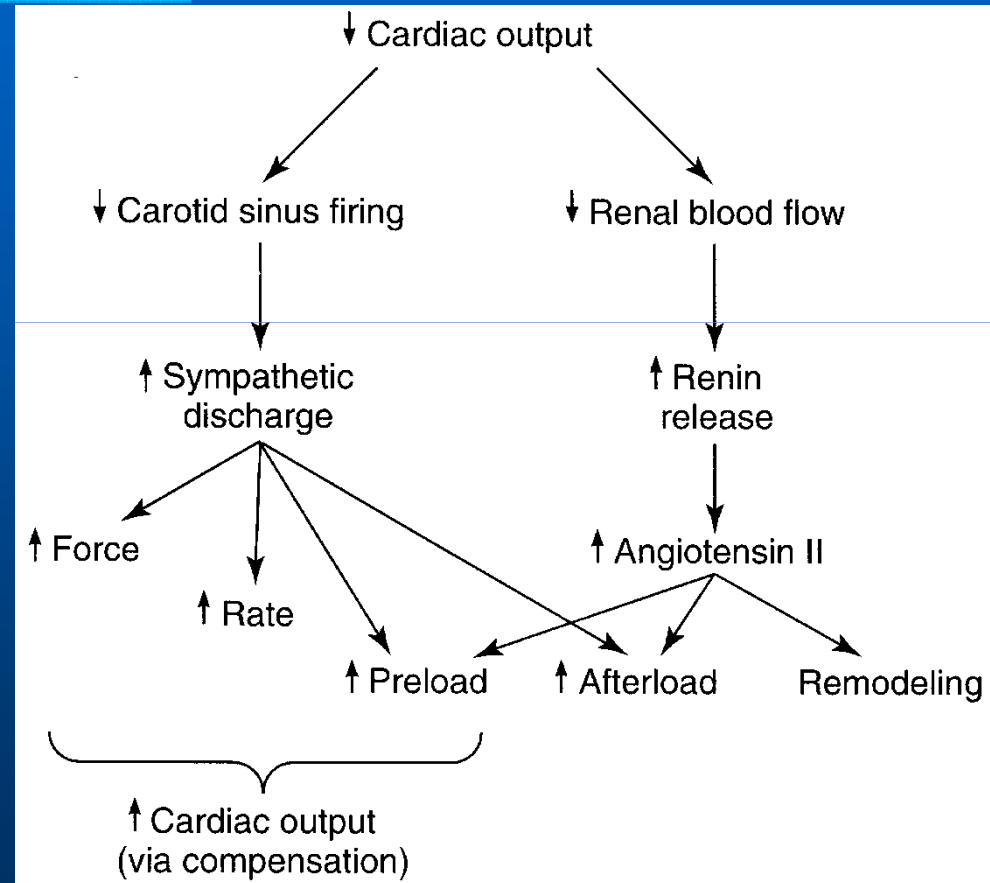 ↓ Cardiac output
↓ Carotid sinus firing
↓ Renal blood flow
↑ Sympathetic
discharge
↑ Renin
release
↑ Force
↑ Angiotensin II
↑ Rate
↑ Preload
↑ Afterload
Remodeling
↑ Cardiac output
(via compensation)